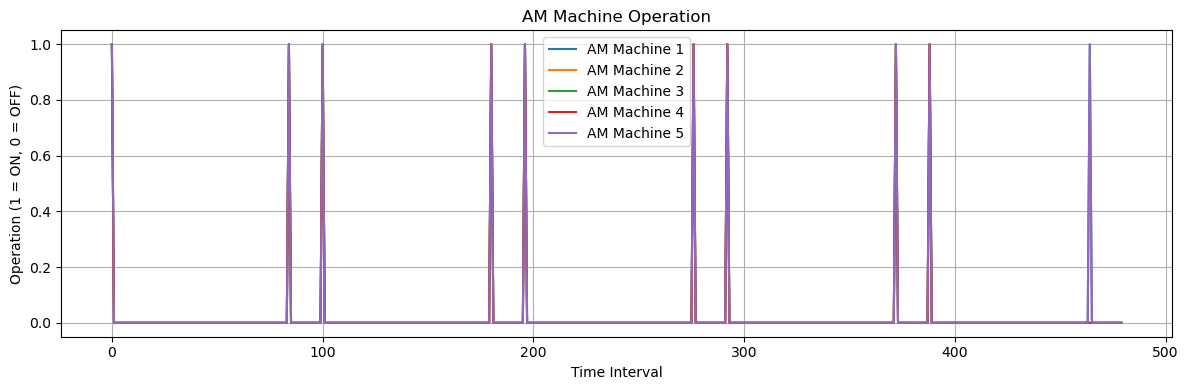 AM Machine Operation
1.0
0.8
0.6
0.4
0.2
0.0
Operation (1 = ON, 0 = OFF)
AM Machine 1
AM Machine 2
AM Machine 3
AM Machine 4
AM Machine 5
0
100
200
300
400
500
Time Interval